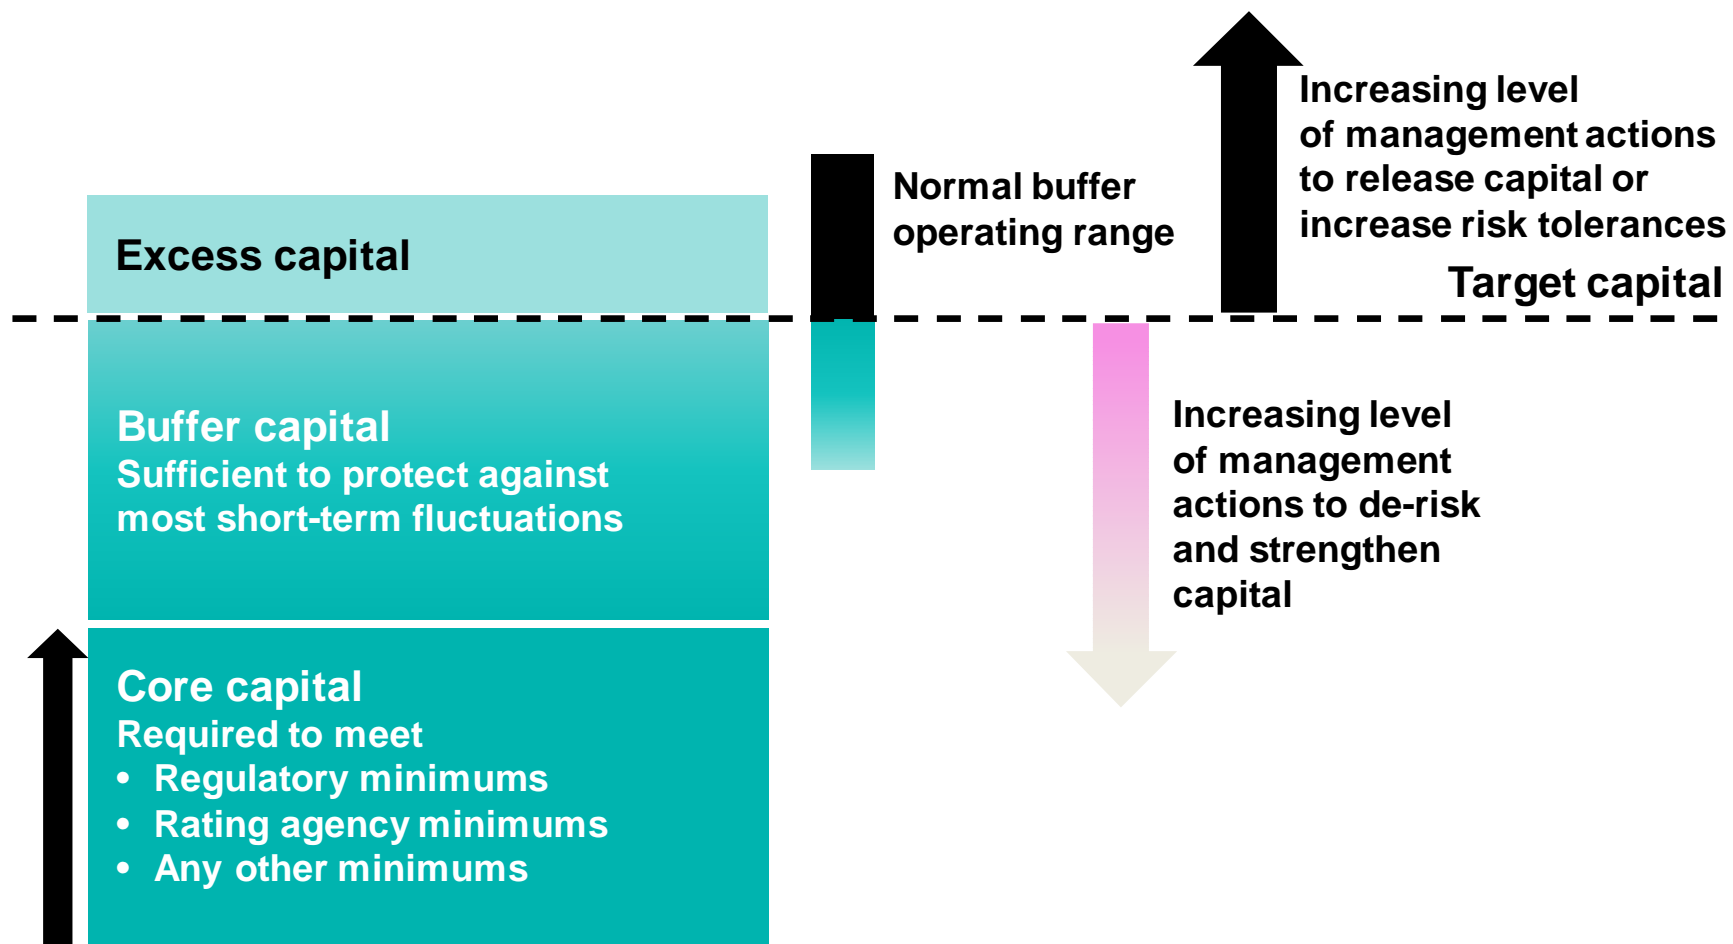 Increasing level
of management actions
to release capital or
increase risk tolerances
Normal buffer
operating range
Excess capital
Target capital
Buffer capital
Sufficient to protect against
most short-term fluctuations
Increasing level
of management
actions to de-risk
and strengthen
capital
Core capital
Required to meet
• Regulatory minimums
• Rating agency minimums
• Any other minimums